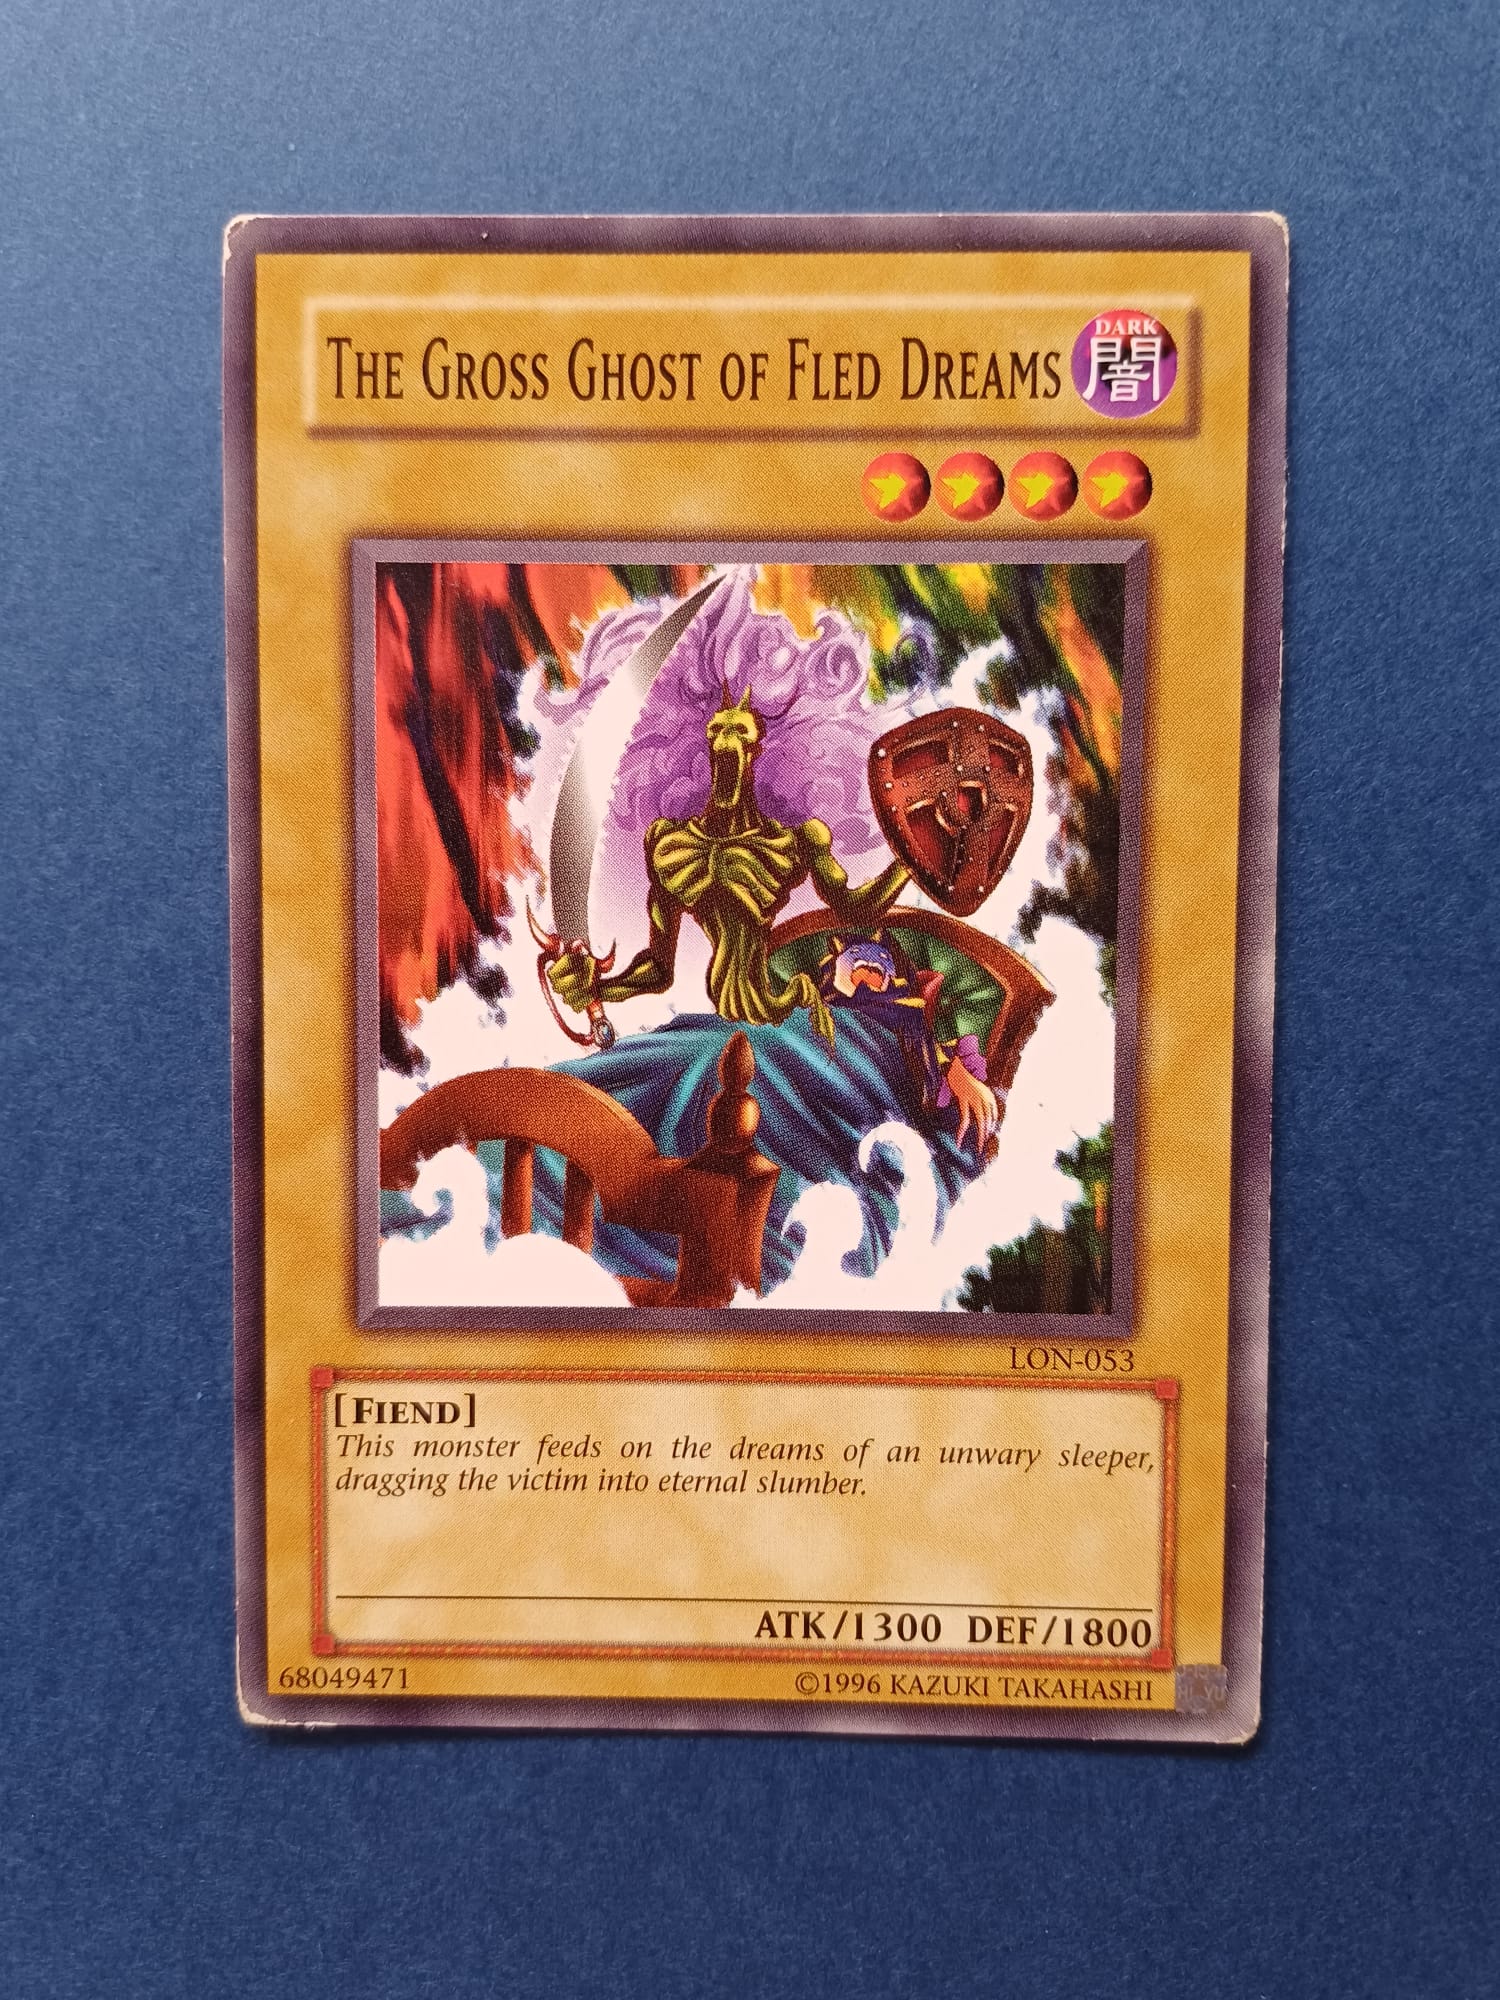 THE GROSS GHOST OF FLED DREAMS
DARK
闇
LON-053
[FIEND]
This monster feeds on the dreams of an unwary sleeper,
dragging the victim into eternal slumber.
ATK/1300 DEF/1800
68049471 ©1996 KAZUKI TAKAHASHI